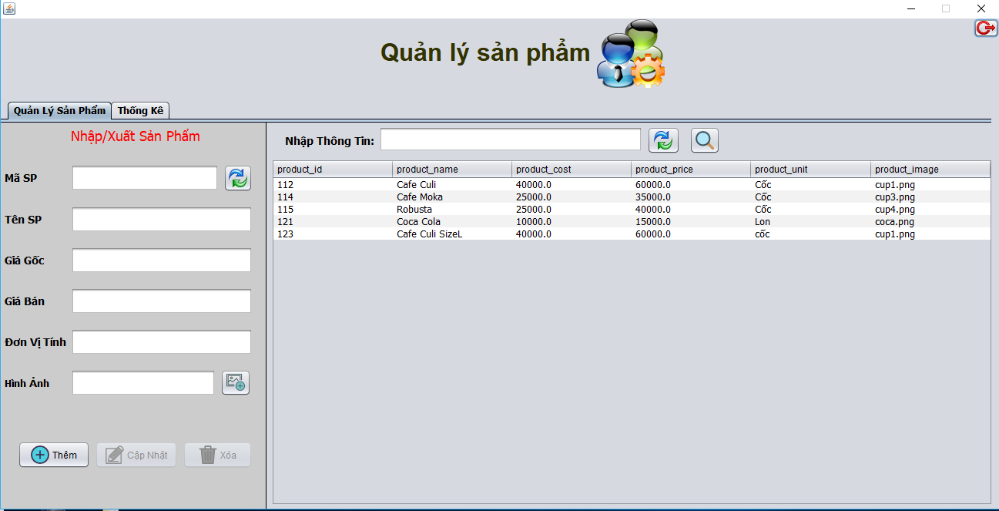 Quản lý sản phẩm
Quản Lý Sản Phẩm Thống Kê
Nhập/Xuất Sản Phẩm
Mã SP
Tên SP
Giá Gốc
Giá Bán
Đơn Vị Tính
Hình Ảnh
Thêm Cập Nhật Xóa
Nhập Thông Tin:
product_id product_name product_cost product_price product_unit product_image
112 Cafe Culi 40000.0 60000.0 Cốc cup1.png
114 Cafe Moka 25000.0 35000.0 Cốc cup3.png
115 Robusta 25000.0 40000.0 Cốc cup4.png
121 Coca Cola 10000.0 15000.0 Lon coca.png
123 Cafe Culi SizeL 40000.0 60000.0 cốc cup1.png